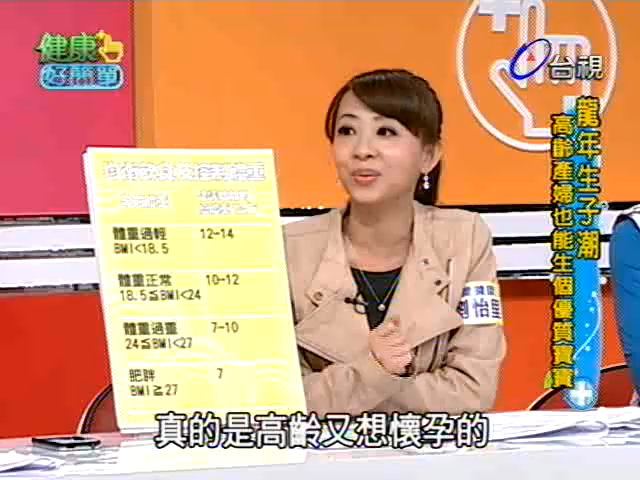 健康
好簡單
台視
龍年生子潮
高齡產婦也能生個優質寶寶
體重過輕 12-14
BMI<18.5
體重正常 10-12
18.5≦BMI<24
體重過重 7-10
24≦BMI<27
肥胖 7
BMI≧27
劉怡里
真的是高齡又想懷孕的